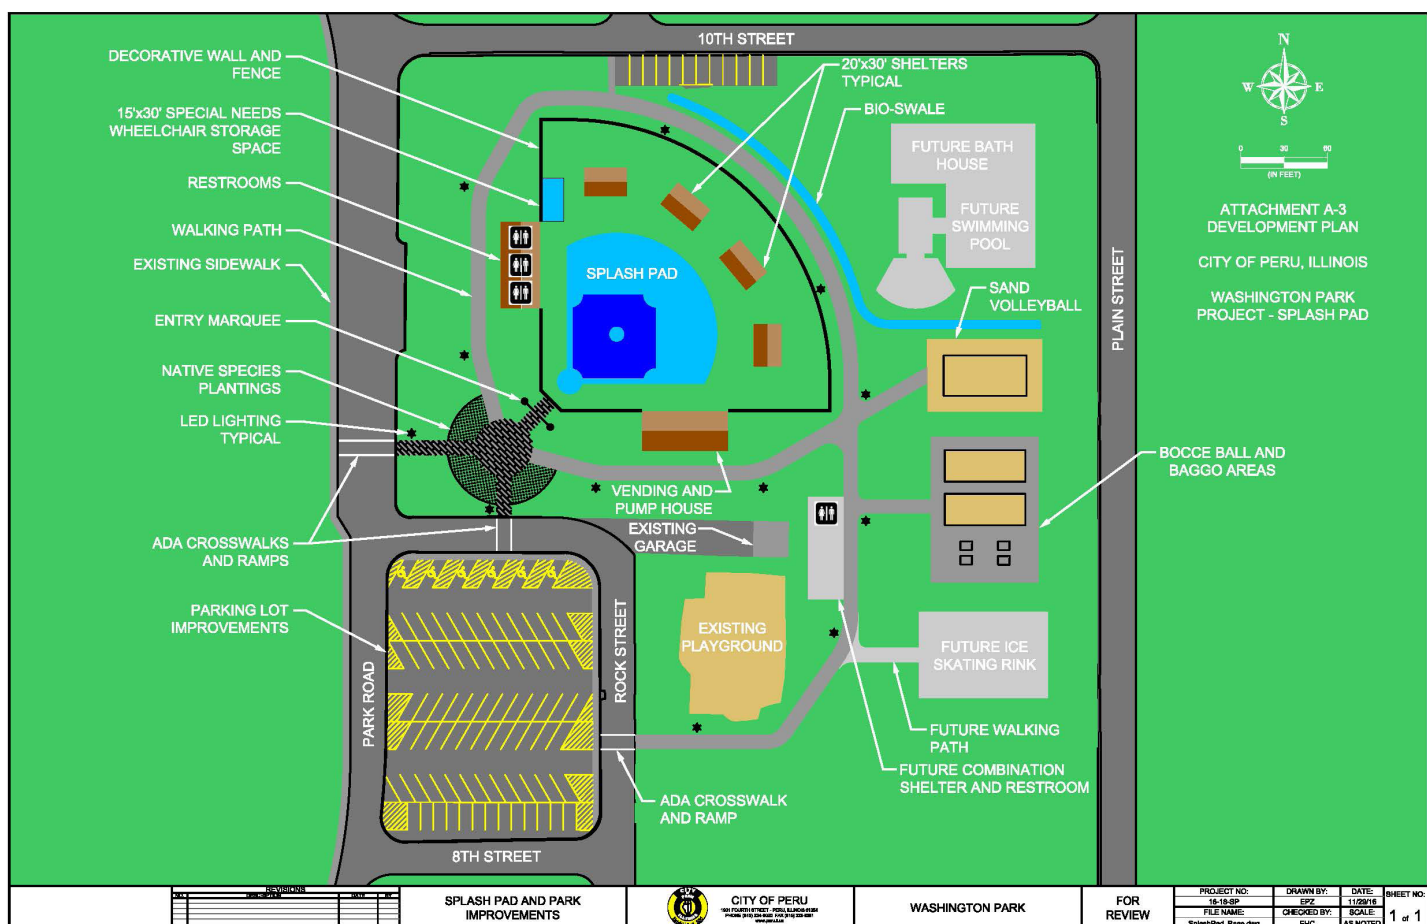 10TH STREET
DECORATIVE WALL AND
FENCE
15'x30' SPECIAL NEEDS
WHEELCHAIR STORAGE
SPACE
RESTROOMS
WALKING PATH
EXISTING SIDEWALK
ENTRY MARQUEE
NATIVE SPECIES
PLANTINGS
LED LIGHTING
TYPICAL
ADA CROSSWALKS
AND RAMPS
PARKING LOT
IMPROVEMENTS
20'x30' SHELTERS
TYPICAL
BIO-SWALE
FUTURE BATH
HOUSE
FUTURE
SWIMMING
POOL
SPLASH PAD
SAND
VOLLEYBALL
PLAIN STREET
BOCCE BALL AND
BAGGO AREAS
VENDING AND
PUMP HOUSE
EXISTING
GARAGE
EXISTING
PLAYGROUND
FUTURE ICE
SKATING RINK
FUTURE WALKING
PATH
FUTURE COMBINATION
SHELTER AND RESTROOM
ADA CROSSWALK
AND RAMP
PARK ROAD
ROCK STREET
8TH STREET
N
W E
S
0 30 60
(IN FEET)
ATTACHMENT A-3
DEVELOPMENT PLAN
CITY OF PERU, ILLINOIS
WASHINGTON PARK
PROJECT - SPLASH PAD
REVISIONS
SPLASH PAD AND PARK
IMPROVEMENTS
CITY OF PERU
WASHINGTON PARK
FOR
REVIEW
PROJECT NO:
16-18-SP
FILE NAME:
DRAWN BY:
EPZ
CHECKED BY:
DATE:
11/29/16
SCALE:
AS NOTED
SHEET NO:
1 of 1